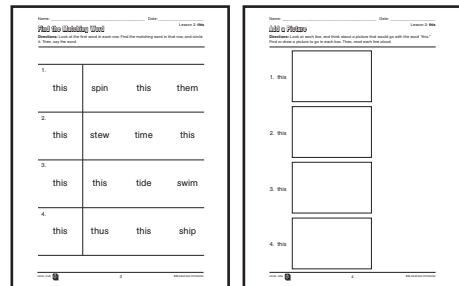 Name: Date:
Lesson 2: this
Find the Matching Word
Directions: Look at the first word in each row. Find the matching word in that row, and circle
it. Then, say the word.
1.
this spin this them
2.
this stew time this
3.
this this tide swim
4.
this thus this ship
3
Name: Date:
Lesson 2: this
Add a Picture
Directions: Look at each line, and think about a picture that would go with the word "this."
Find or draw a picture to go in each box. Then, read each line aloud.
1. this
2. this
3. this
4. this
4